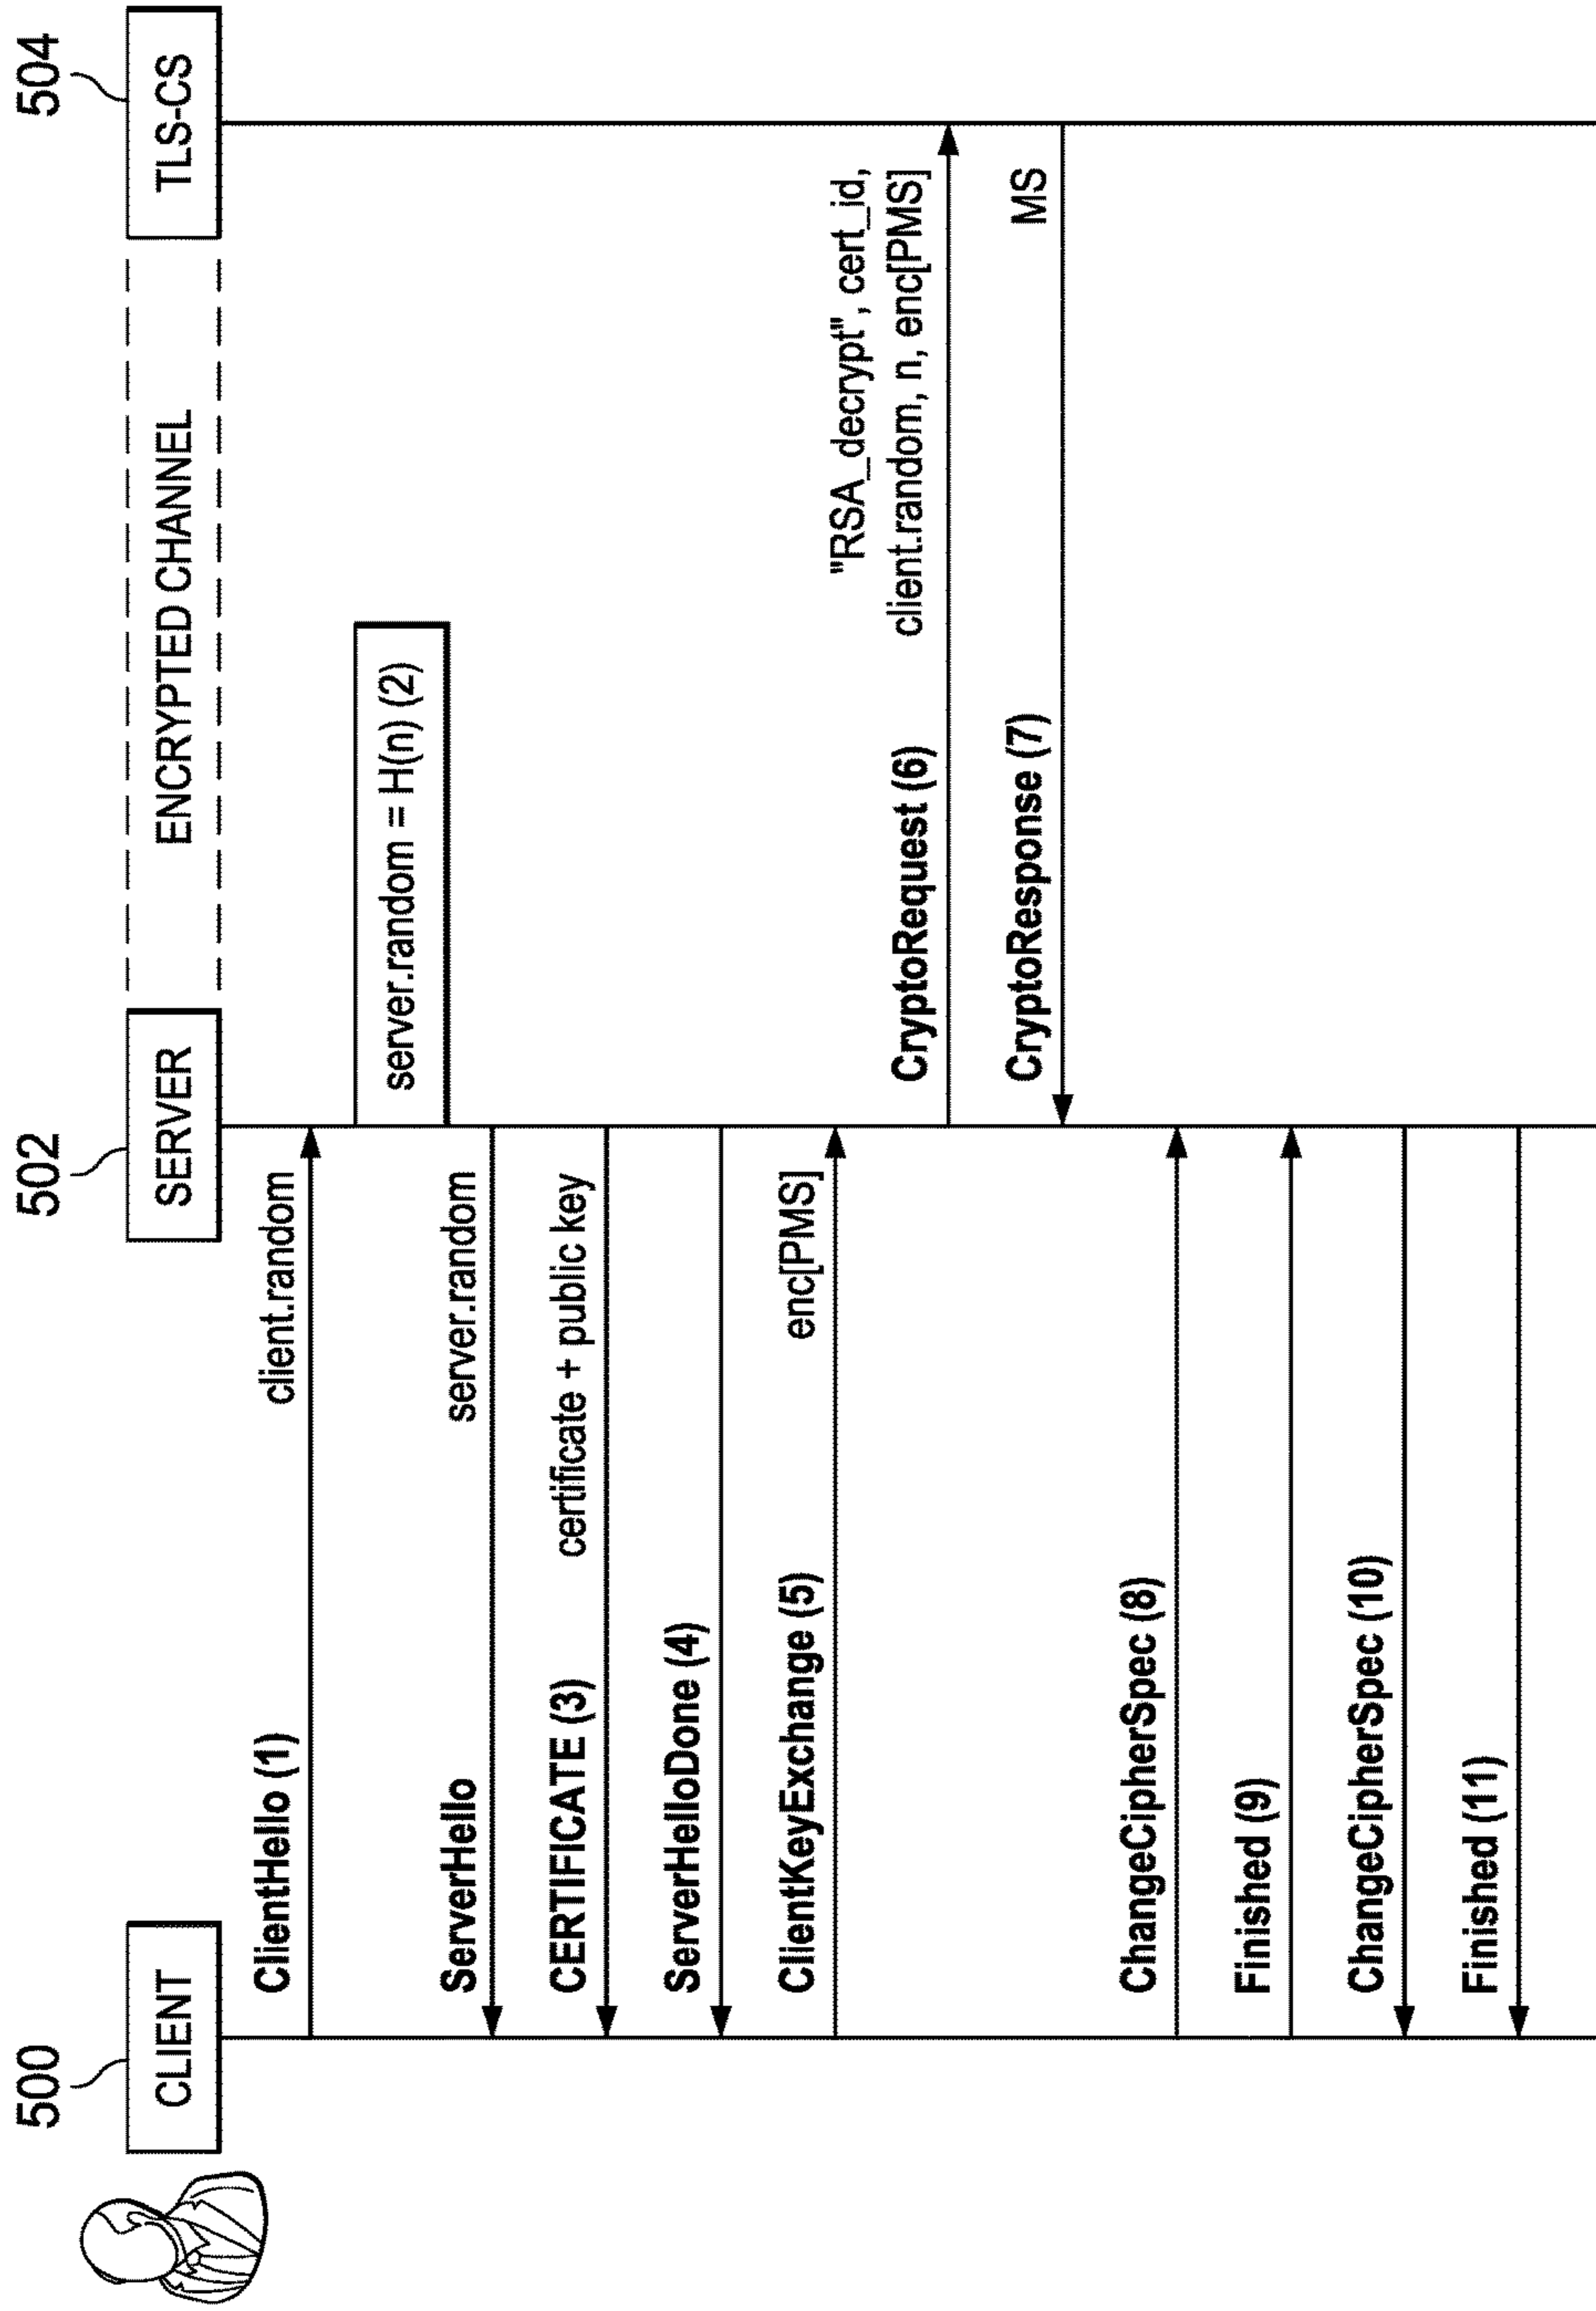 500
502
504
CLIENT
SERVER
ENCRYPTED CHANNEL
TLS-CS
ClientHello (1)
client.random
server.random = H(n) (2)
ServerHello
server.random
CERTIFICATE (3)
certificate + public key
ServerHelloDone (4)
ClientKeyExchange (5)
enc[PMS]
"RSA_decrypt", cert_id,
CryptoRequest (6)
client.random, n, enc[PMS]
CryptoResponse (7)
MS
ChangeCipherSpec (8)
Finished (9)
ChangeCipherSpec (10)
Finished (11)